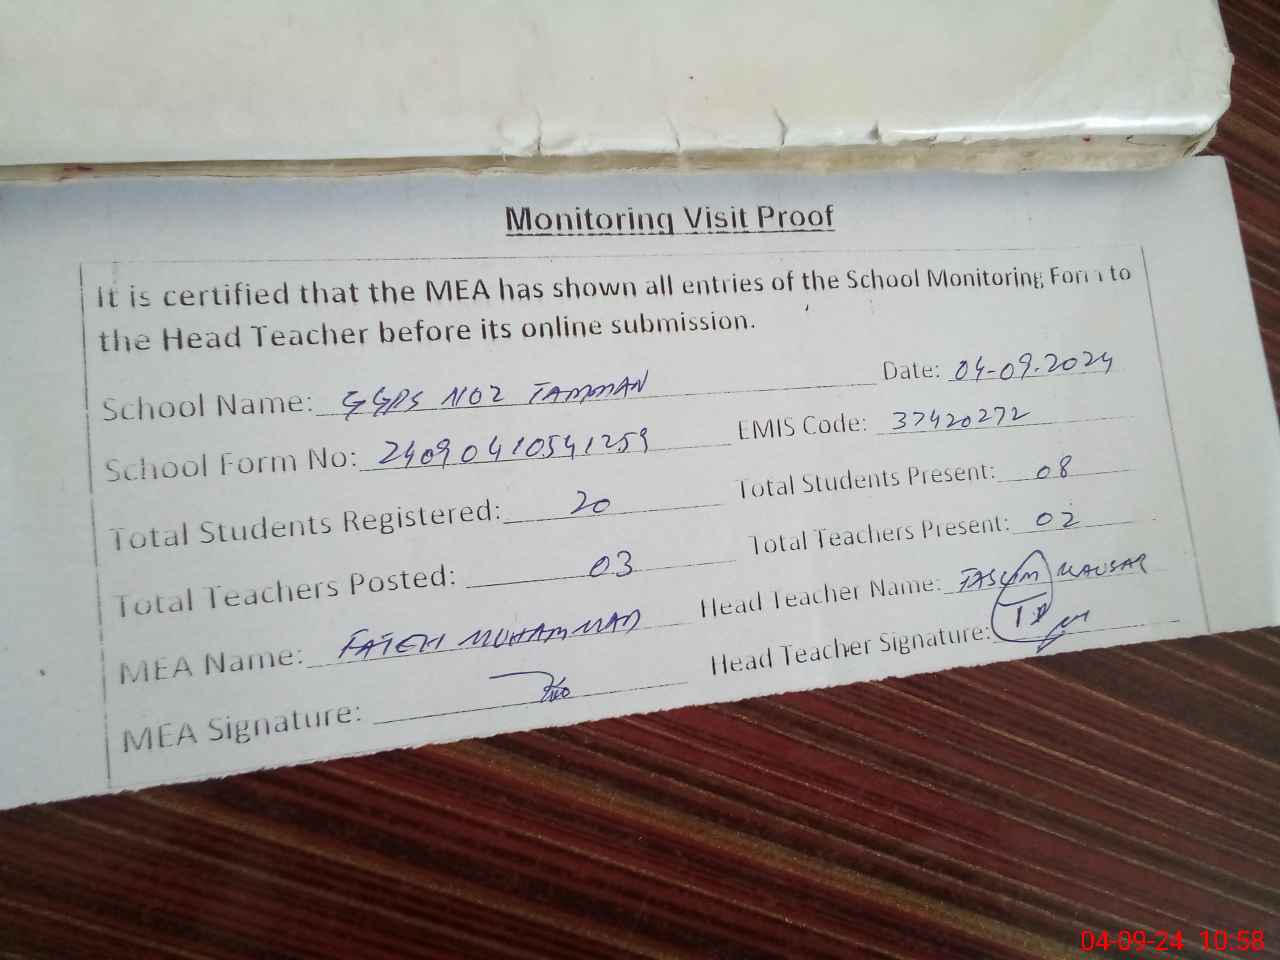 Monitoring Visit Proof
It is certified that the MEA has shown all entries of the School Monitoring Form to
the Head Teacher before its online submission.
School Name: GGPS NO2 TAMMAN Date: 04-09-2024
School Form No: 24090410541259 EMIS Code: 37420272
Total Students Registered: 20 Total Students Present: 08
Total Teachers Posted: 03 Total Teachers Present: 02
MEA Name: FATEH MUHAMMAD Head Teacher Name: TASLIM KAUSAR
MEA Signature: Head Teacher Signature:
04-09-24 10:58